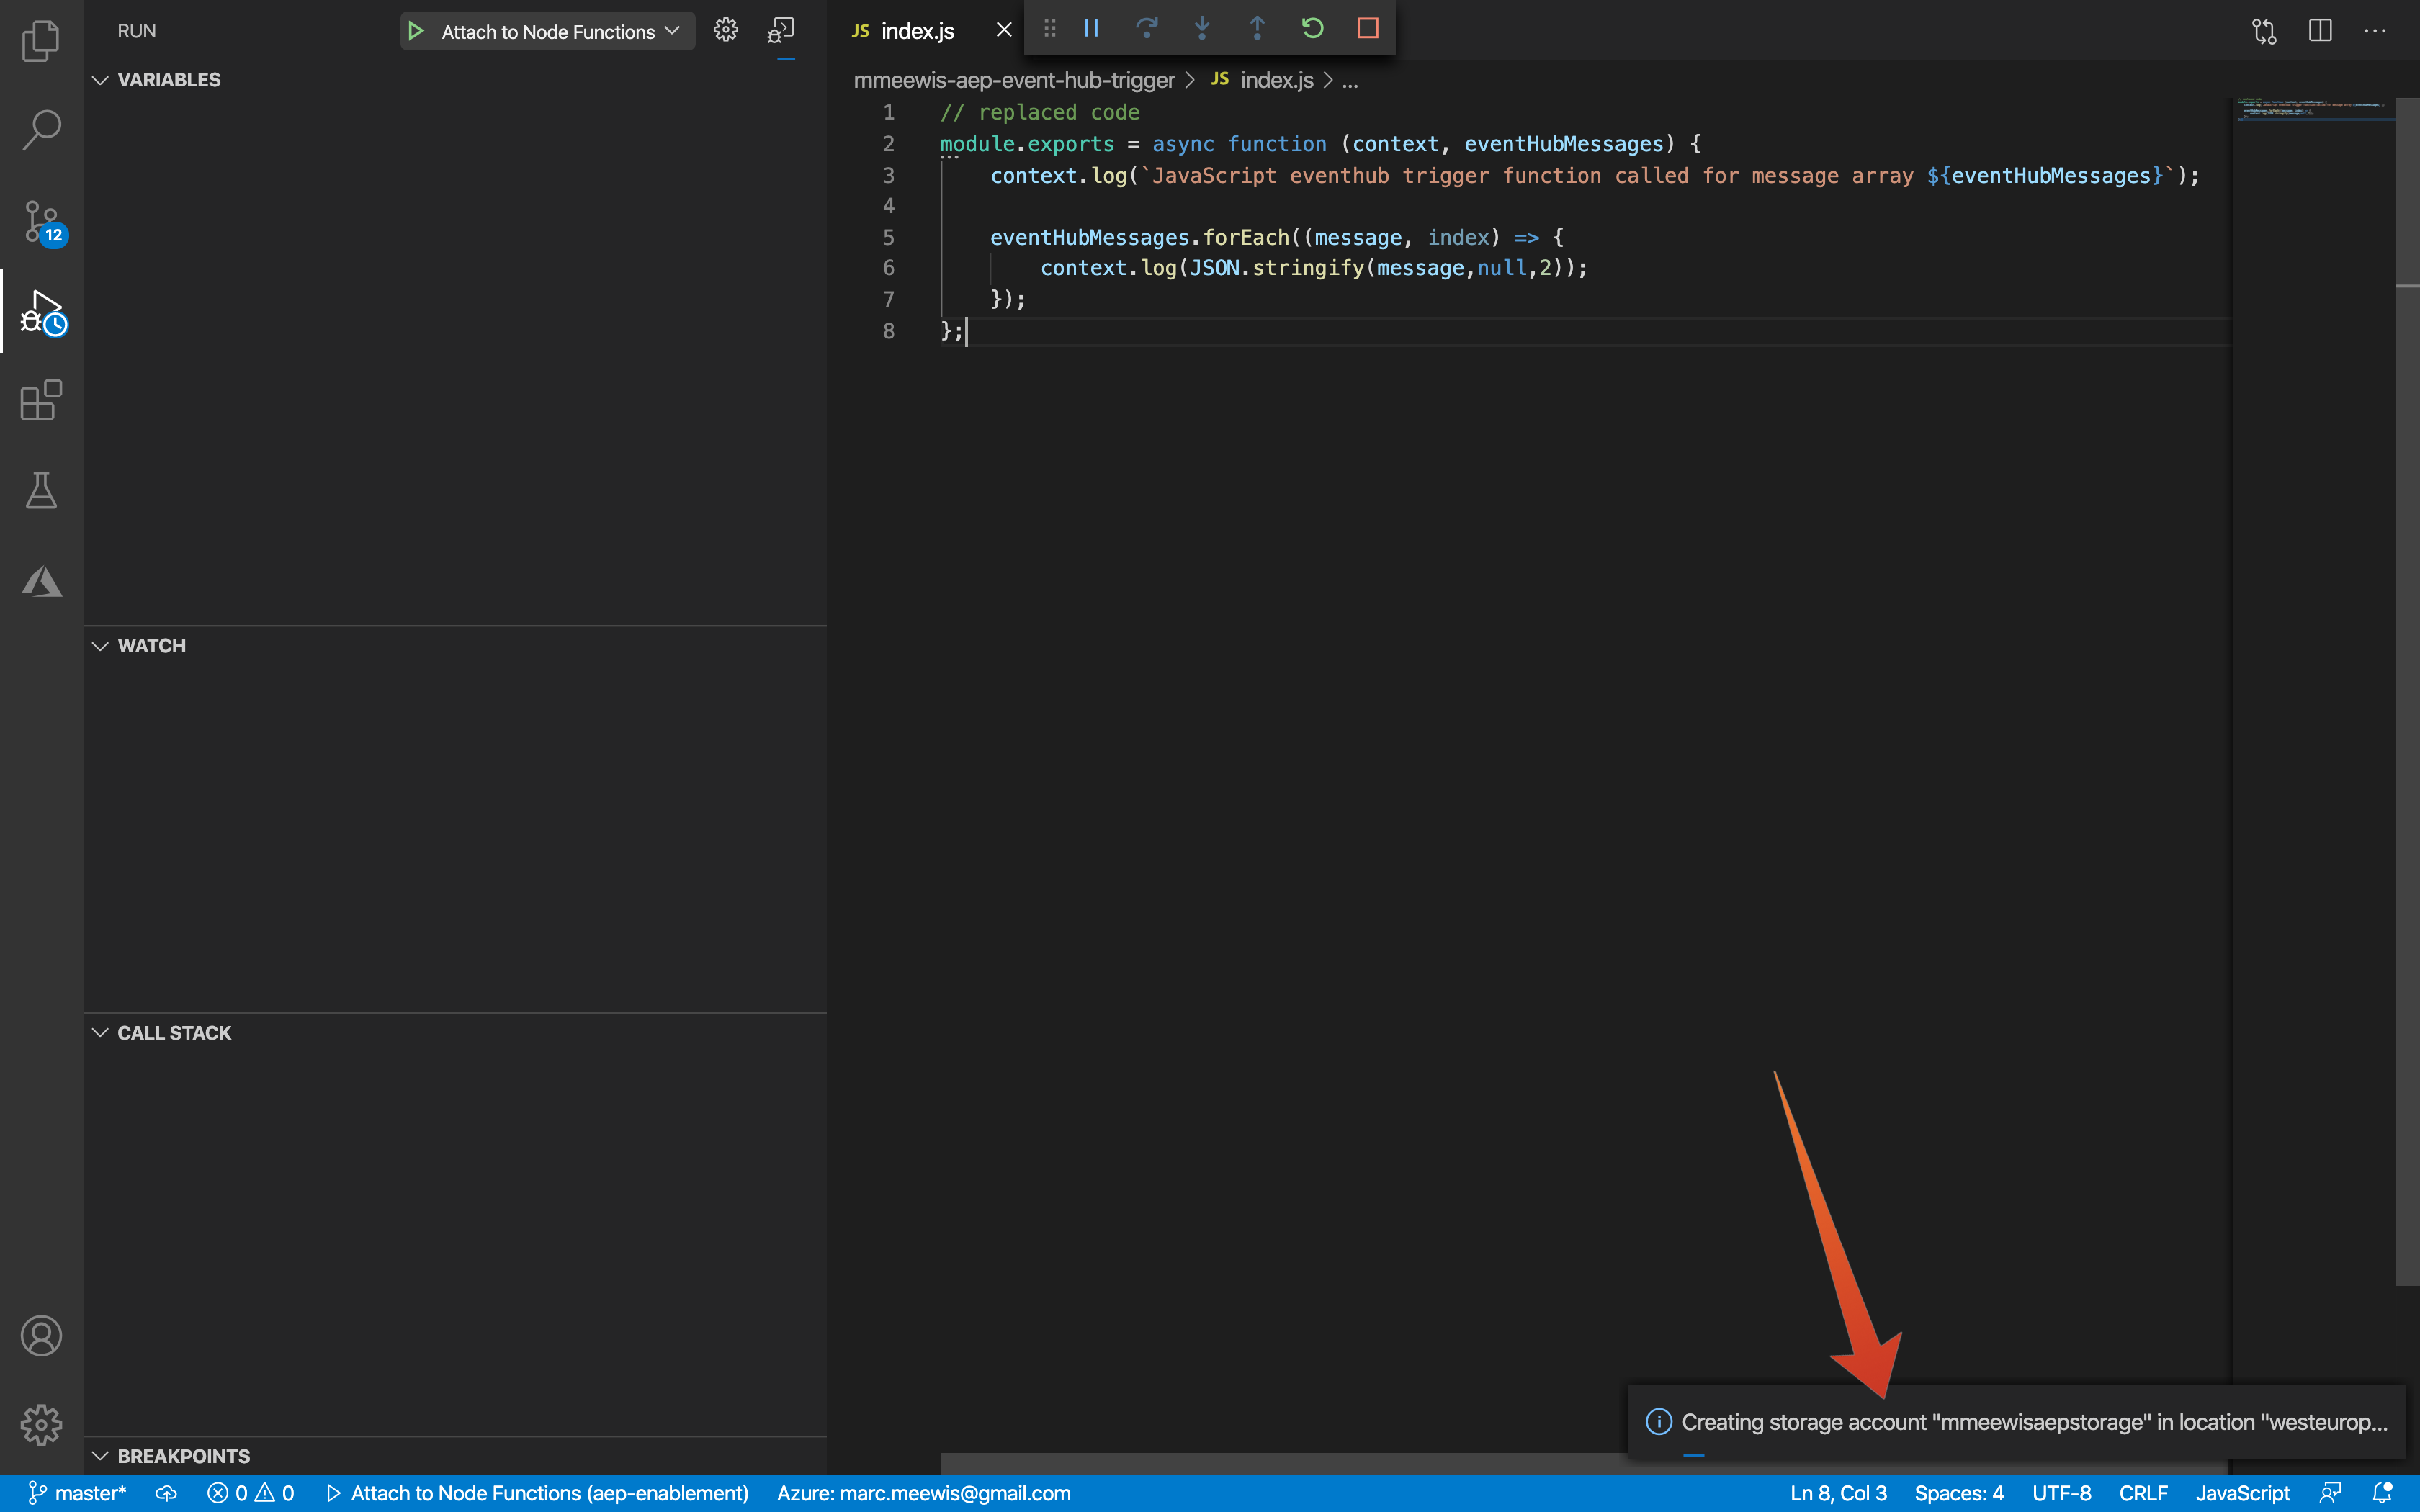 RUN
Attach to Node Functions
JS index.js
VARIABLES
mmeewis-aep-event-hub-trigger > JS index.js > ...
1 // replaced code
2 module.exports = async function (context, eventHubMessages) {
3 context.log(`JavaScript eventhub trigger function called for message array ${eventHubMessages}`);
4
5 eventHubMessages.forEach((message, index) => {
6 context.log(JSON.stringify(message,null,2));
7 });
8 };
12
WATCH
CALL STACK
Creating storage account "mmeewisaepstorage" in location "westeurop...
BREAKPOINTS
master* 0 0 Attach to Node Functions (aep-enablement) Azure: marc.meewis@gmail.com Ln 8, Col 3 Spaces: 4 UTF-8 CRLF JavaScript